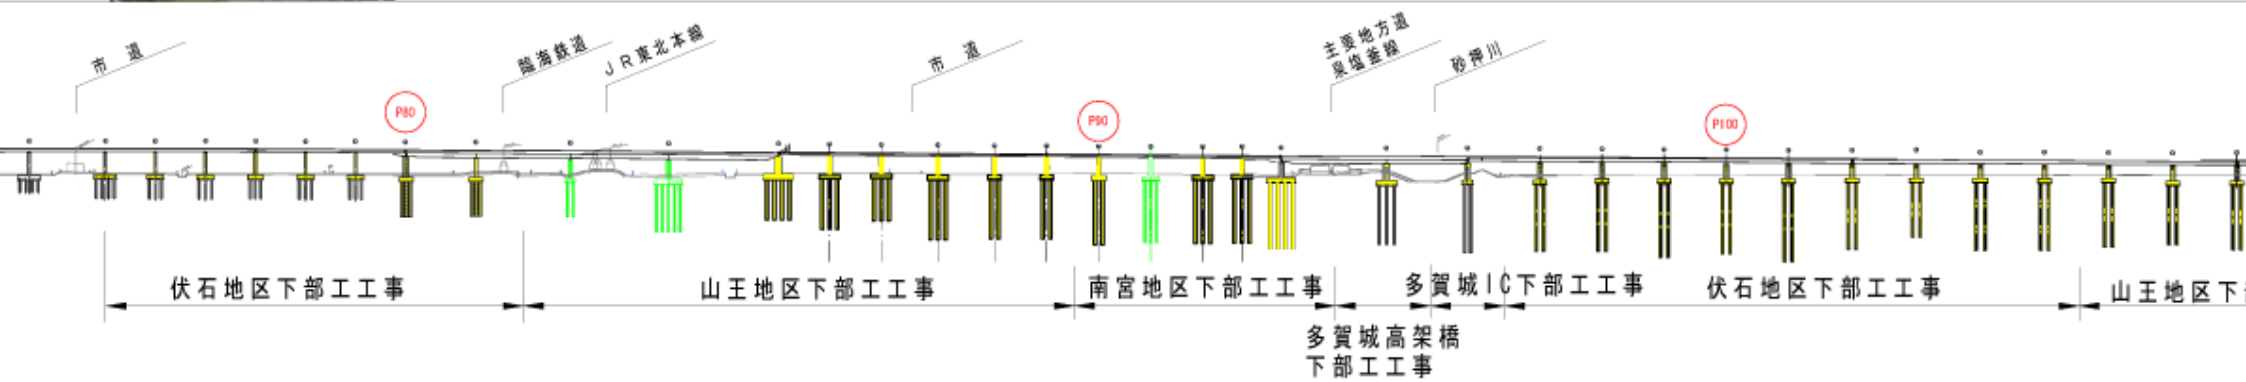 市道
臨海鉄道
JR東北本線
市道
主要地方道
泉塩釜線
砂押川
P80
P90
P100
伏石地区下部工工事
山王地区下部工工事
南宮地区下部工工事
多賀城IC下部工工事
伏石地区下部工工事
山王地区下
多賀城高架橋
下部工工事